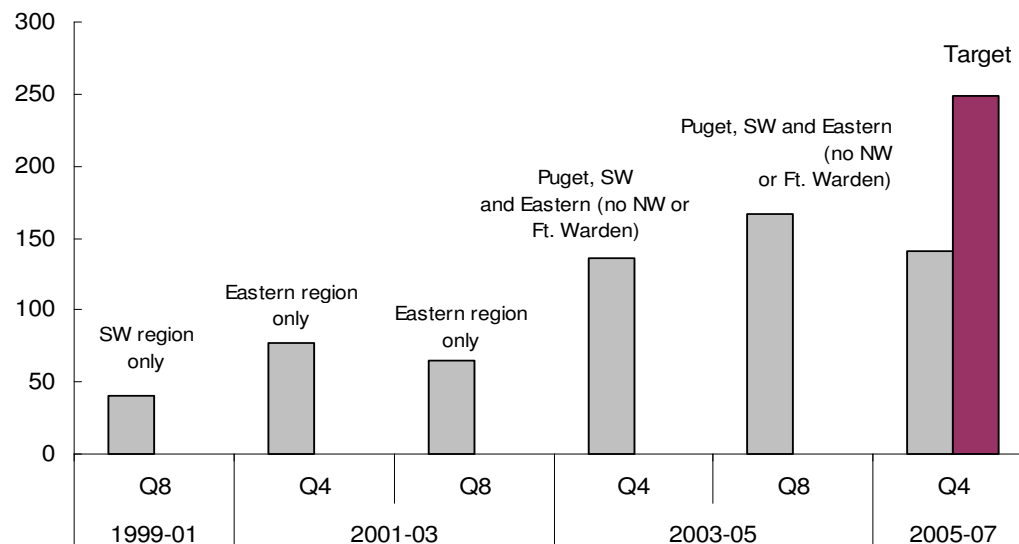 300
250
200
150
100
50
0
Target
Puget, SW and Eastern
(no NW
or Ft. Warden)
Puget, SW
and Eastern (no NW or
Ft. Warden)
Eastern region
only
Eastern region
only
SW region
only
Q8 Q4 Q8 Q4 Q8 Q4
1999-01 2001-03 2003-05 2005-07